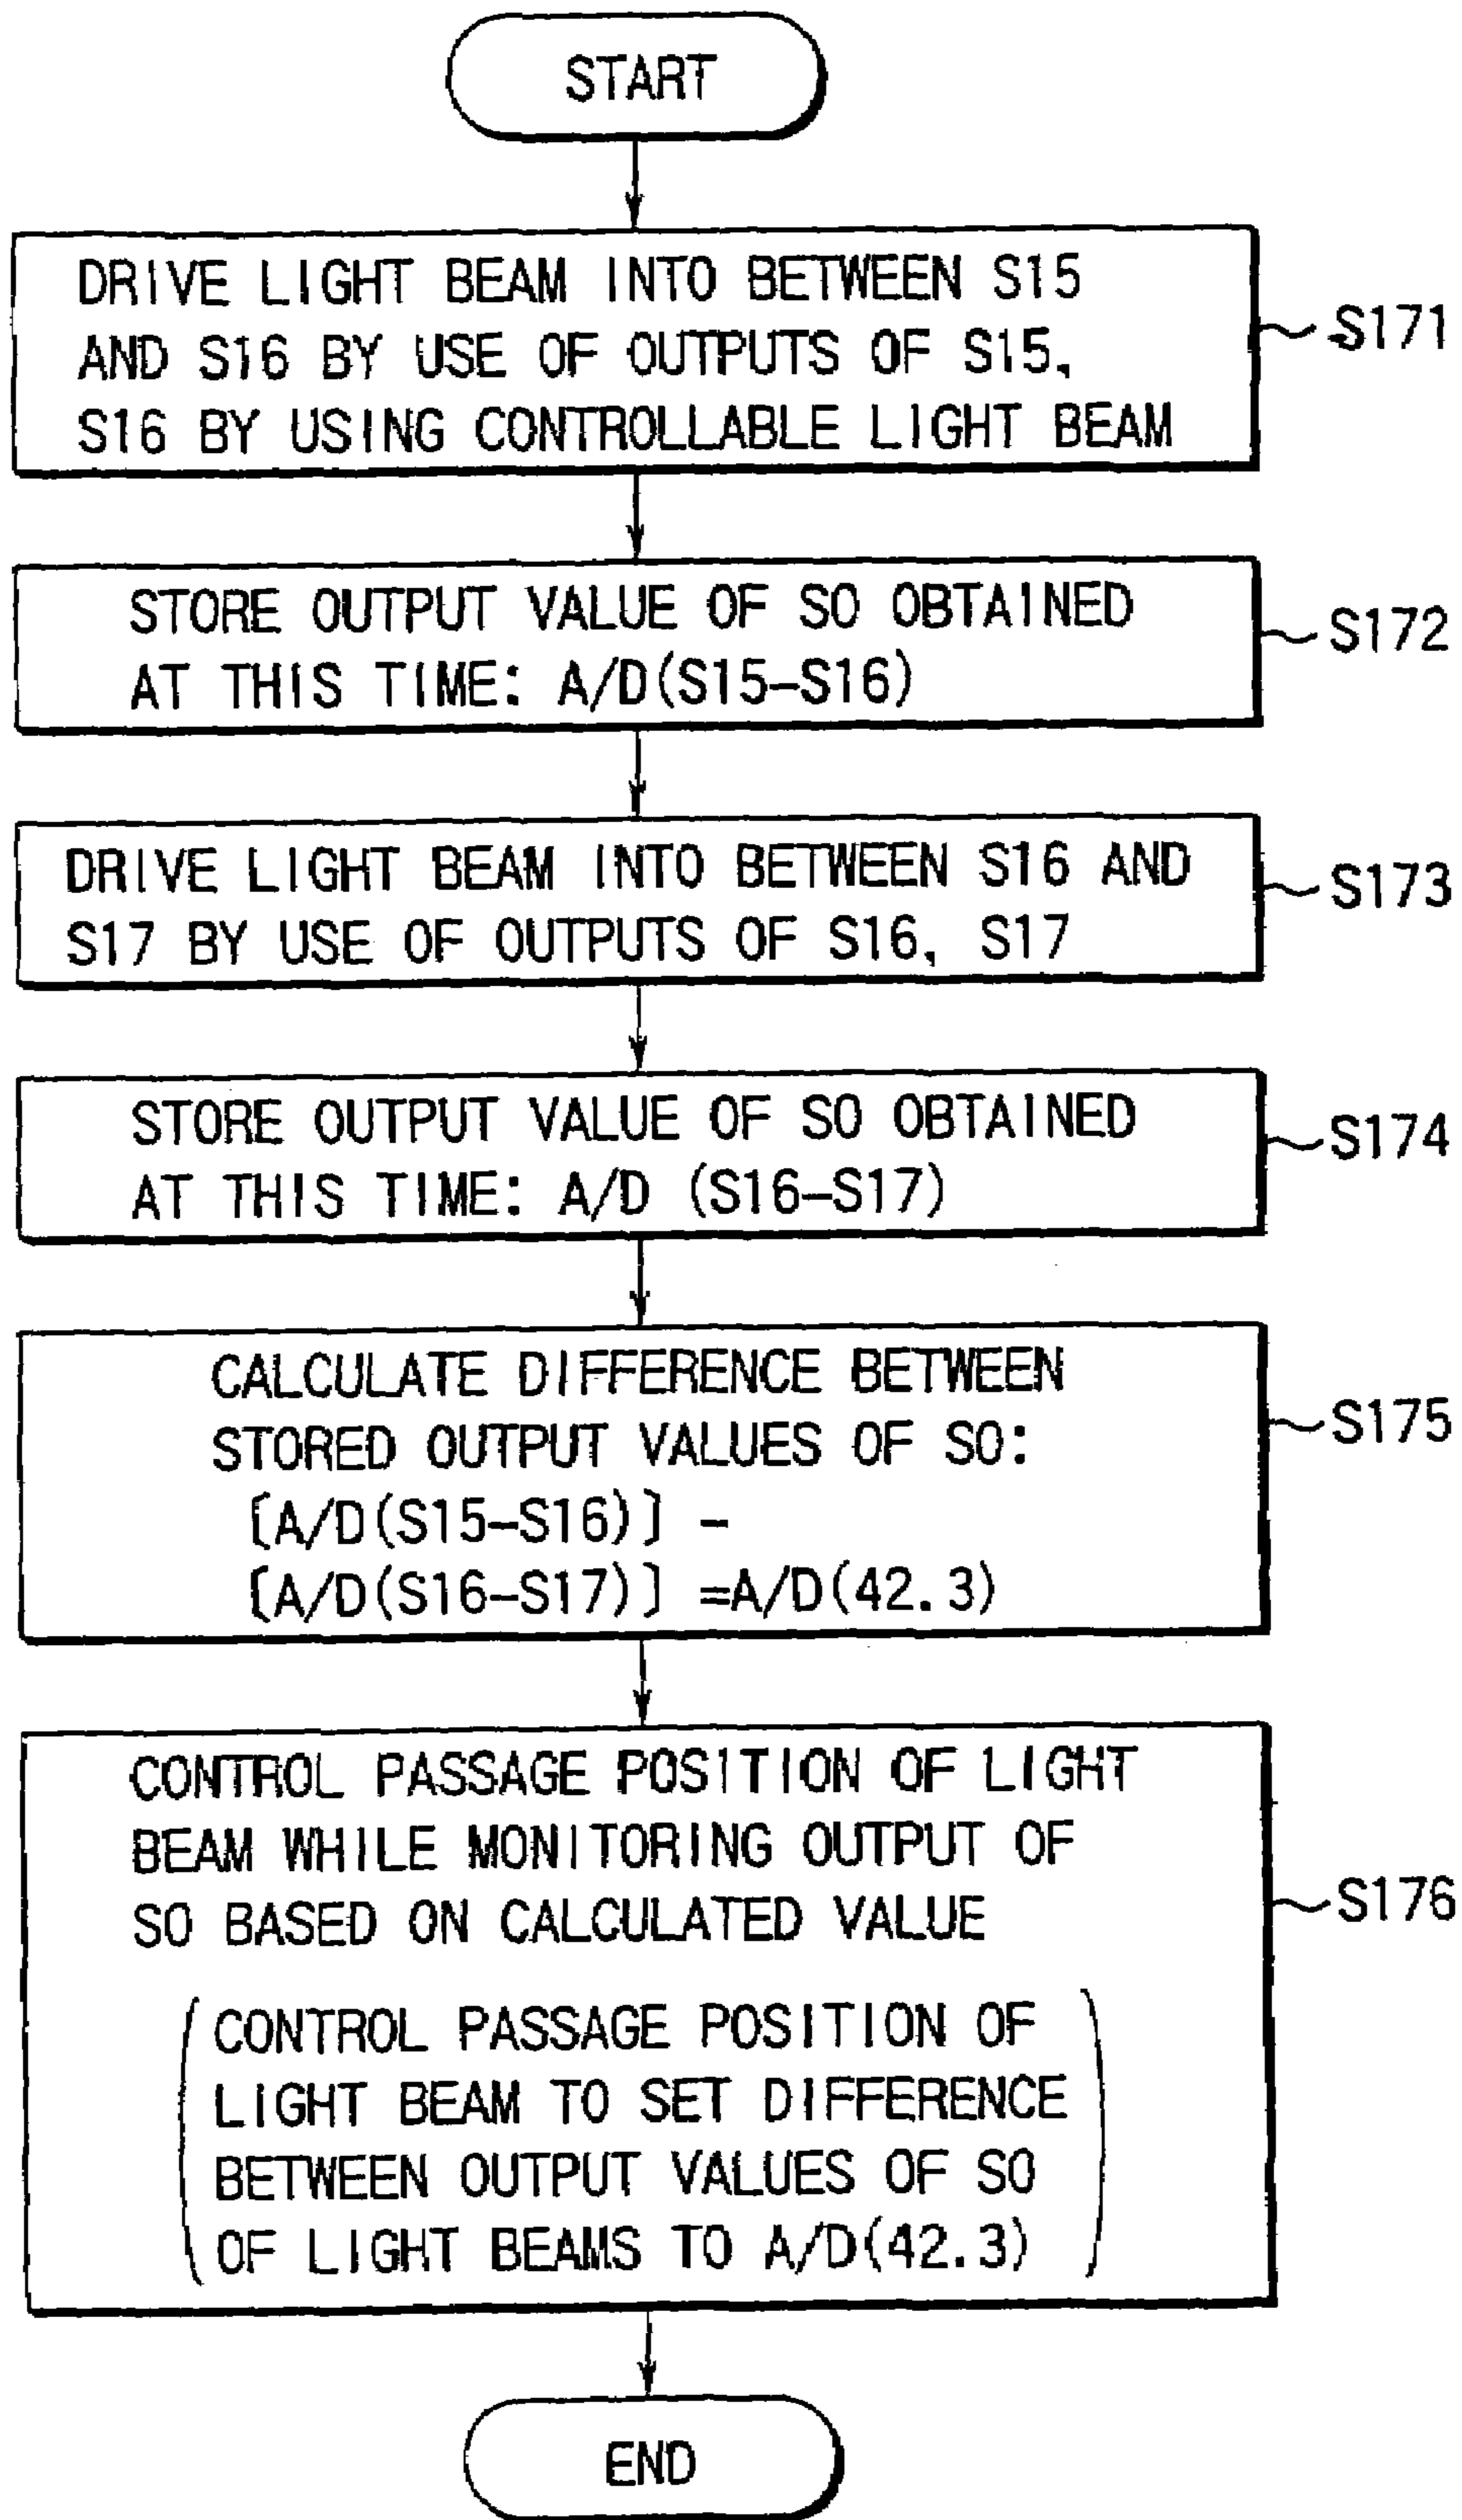 START
DRIVE LIGHT BEAM INTO BETWEEN S15
AND S16 BY USE OF OUTPUTS OF S15,
S16 BY USING CONTROLLABLE LIGHT BEAM
S171
STORE OUTPUT VALUE OF SO OBTAINED
AT THIS TIME: A/D(S15-S16)
S172
DRIVE LIGHT BEAM INTO BETWEEN S16 AND
S17 BY USE OF OUTPUTS OF S16, S17
S173
STORE OUTPUT VALUE OF SO OBTAINED
AT THIS TIME: A/D (S16-S17)
S174
CALCULATE DIFFERENCE BETWEEN
STORED OUTPUT VALUES OF SO:
[A/D(S15-S16)] -
[A/D(S16-S17)] =A/D(42.3)
S175
CONTROL PASSAGE POSITION OF LIGHT
BEAM WHILE MONITORING OUTPUT OF
SO BASED ON CALCULATED VALUE
(CONTROL PASSAGE POSITION OF
LIGHT BEAM TO SET DIFFERENCE
BETWEEN OUTPUT VALUES OF SO
OF LIGHT BEAMS TO A/D(42.3))
S176
END